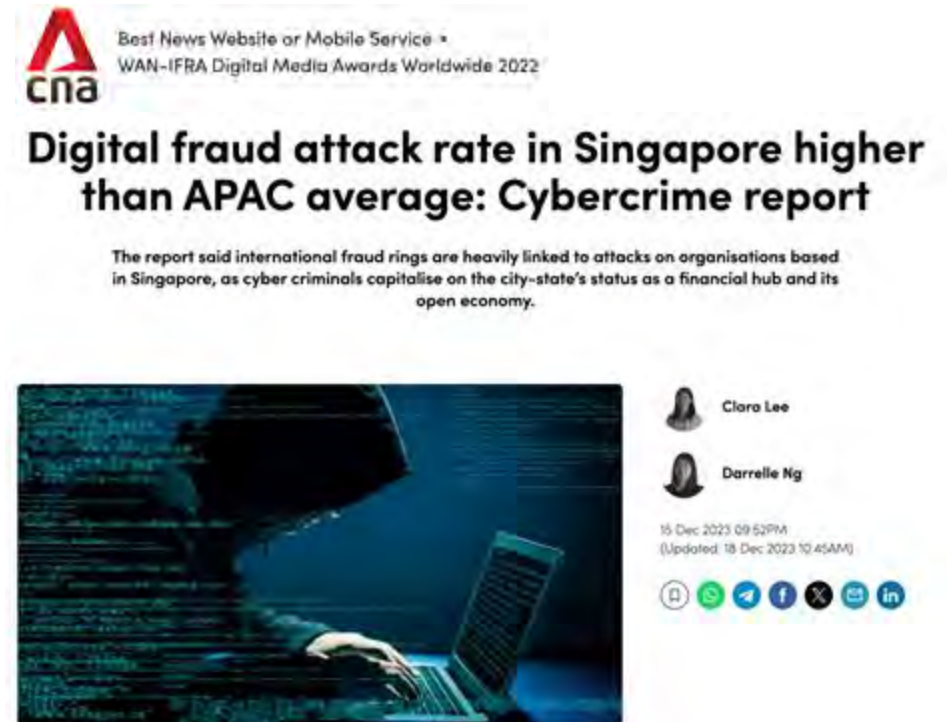 cna
Best News Website or Mobile Service •
WAN-IFRA Digital Media Awards Worldwide 2022
Digital fraud attack rate in Singapore higher
than APAC average: Cybercrime report
The report said international fraud rings are heavily linked to attacks on organisations based
in Singapore, as cyber criminals capitalise on the city-state's status as a financial hub and its
open economy.
Clara Lee
Darrelle Ng
15 Dec 2023 09:52PM
(Updated: 18 Dec 2023 10:45AM)